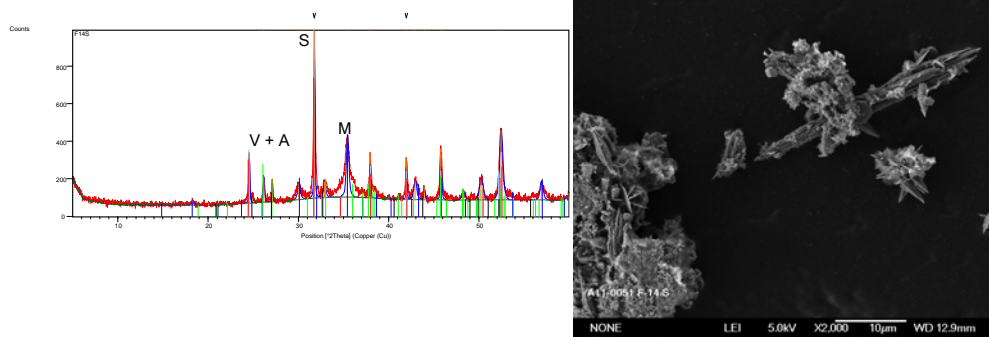 v v
Counts
F14S
S
800
600
V + A
M
400
200
0
10 20 30 40 50
Position [°2Theta] (Copper (Cu))
A11-0051 F-14-S
NONE LEI 5.0kV X2,000 10µm WD 12.9mm